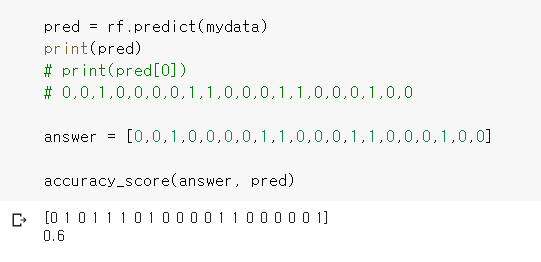 pred = rf.predict(mydata)
print(pred)
# print(pred[0])
# 0,0,1,0,0,0,0,1,1,0,0,0,1,1,0,0,0,1,0,0
answer = [0,0,1,0,0,0,0,1,1,0,0,0,1,1,0,0,0,1,0,0]
accuracy_score(answer, pred)
[0 1 0 1 1 1 0 1 0 0 0 0 1 1 0 0 0 0 0 1]
0.6